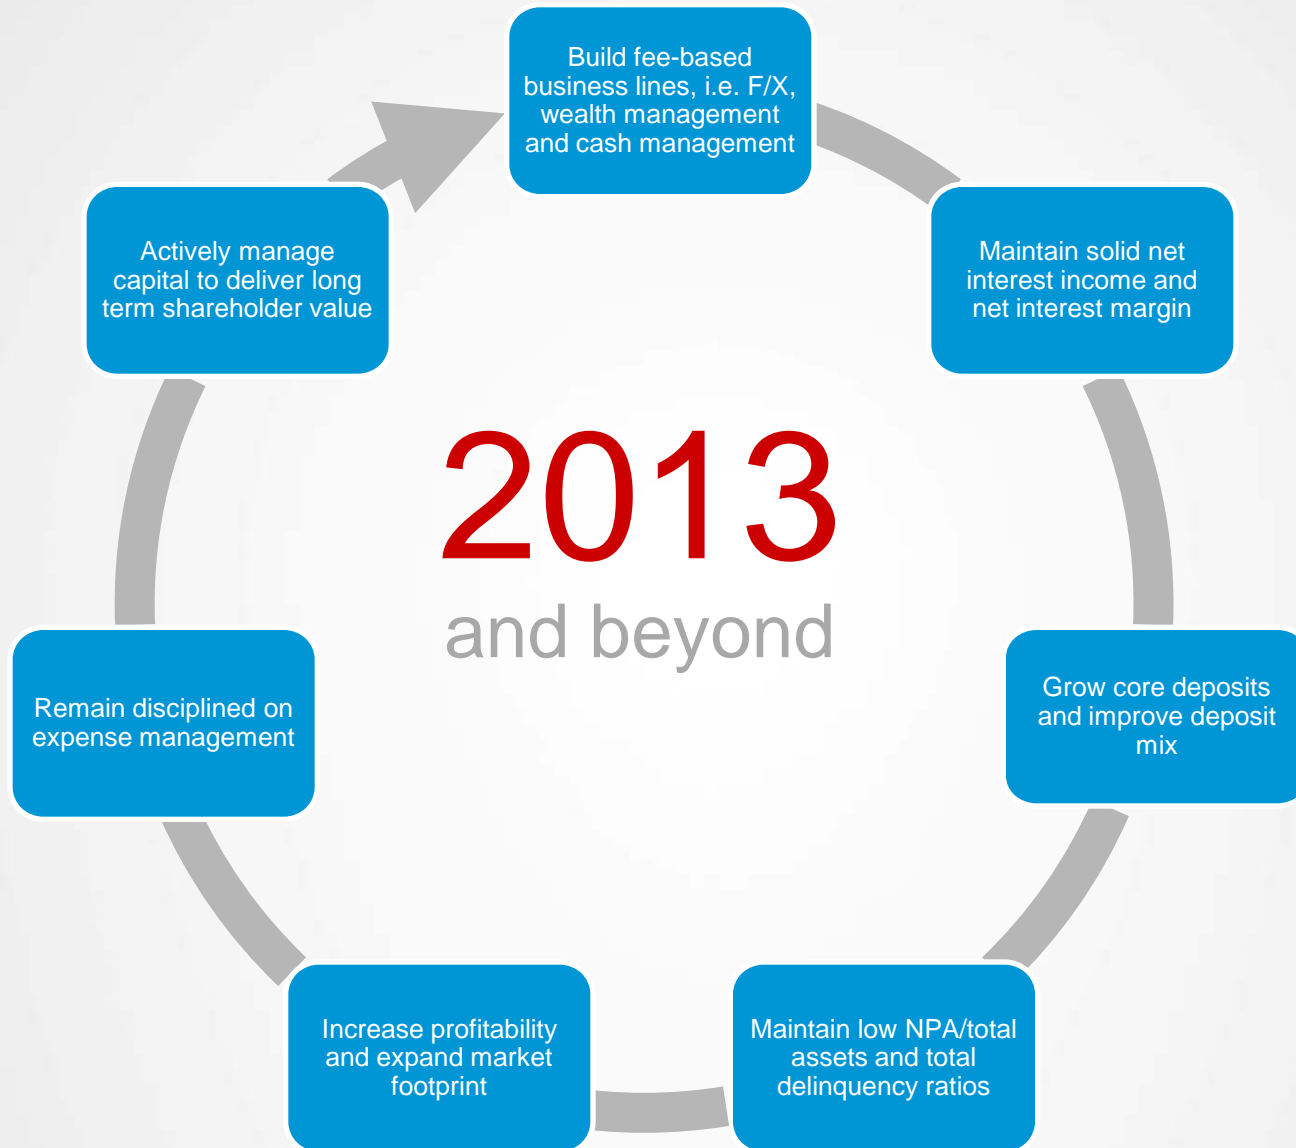 Build fee-based
business lines, i.e. F/X,
wealth management
and cash management
Maintain solid net
interest income and
net interest margin
Grow core deposits
and improve deposit
mix
Maintain low NPA/total
assets and total
delinquency ratios
Increase profitability
and expand market
footprint
Remain disciplined on
expense management
Actively manage
capital to deliver long
term shareholder value
2013
and beyond